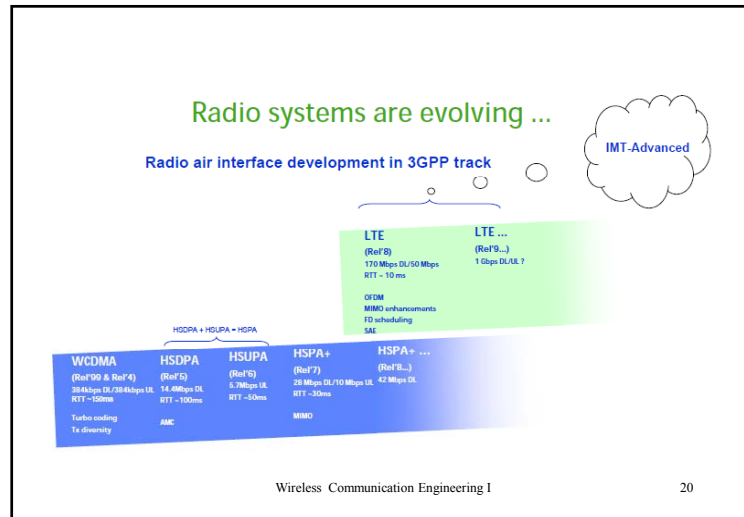 Radio systems are evolving ...
IMT-Advanced
Radio air interface development in 3GPP track
LTE
(Rel'8)
170 Mbps DL/50 Mbps
RTT ~ 10 ms
OFDM
MIMO enhancements
FD scheduling
SAE
LTE ...
(Rel'9...)
1 Gbps DL/UL ?
HSDPA + HSUPA = HSPA
WCDMA
(Rel'99 & Rel'4)
384kbps DL/384kbps UL
RTT ~150ms
Turbo coding
Tx diversity
HSDPA
(Rel'5)
14.4Mbps DL
RTT ~100ms
AMC
HSUPA
(Rel'6)
5.7Mbps UL
RTT ~50ms
HSPA+
(Rel'7)
28 Mbps DL/10 Mbps UL
RTT ~30ms
MIMO
HSPA+ ...
(Rel'8...)
42 Mbps DL
Wireless Communication Engineering I
20